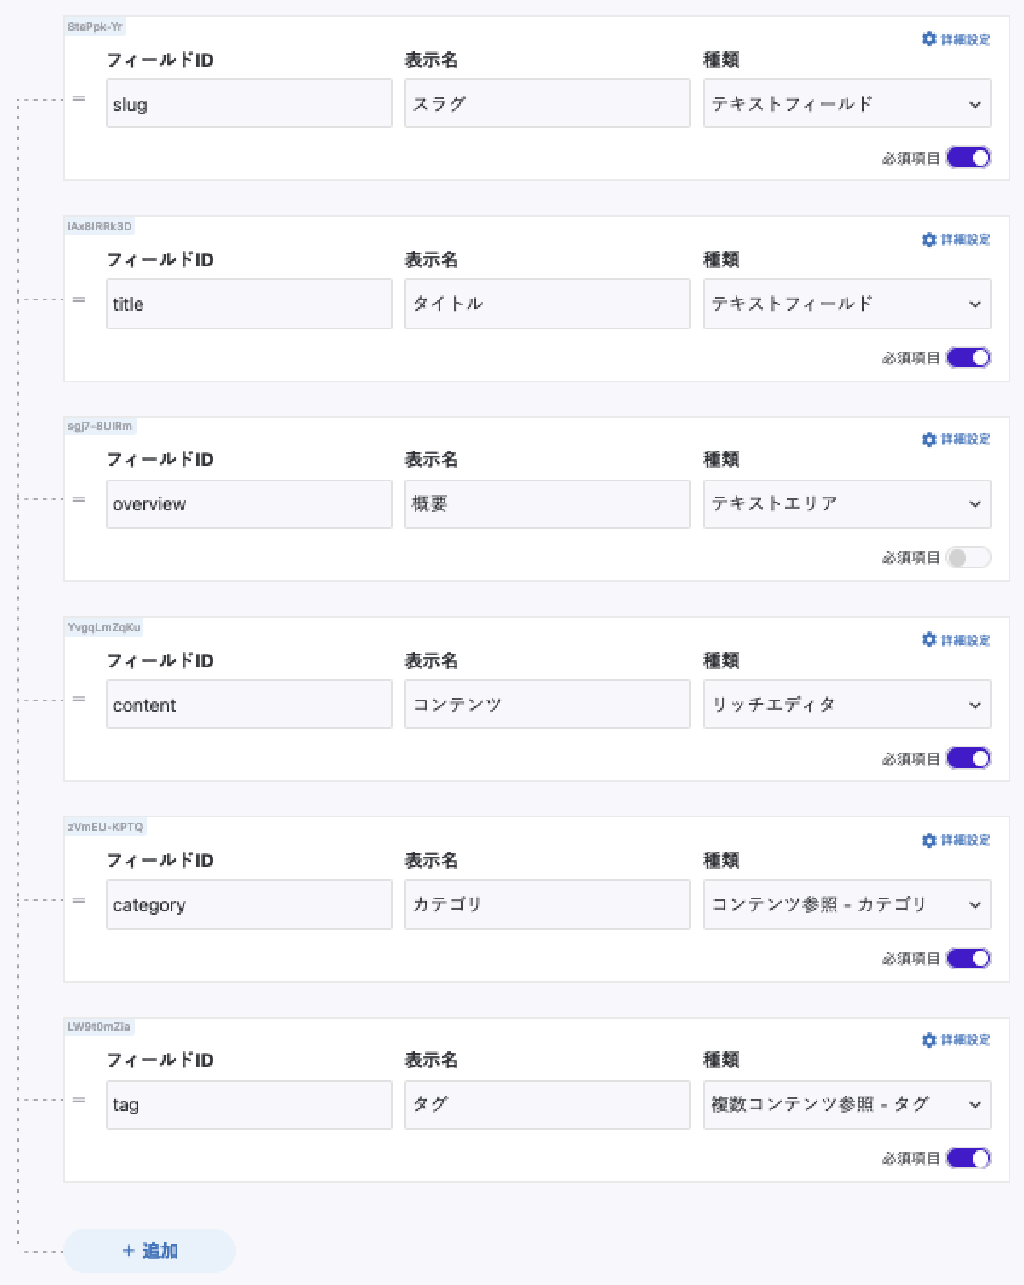 6taPpk-Yr
詳細設定
フィールドID 表示名 種類
slug スラグ テキストフィールド
必須項目
詳細設定
フィールドID 表示名 種類
title タイトル テキストフィールド
必須項目
詳細設定
フィールドID 表示名 種類
overview 概要 テキストエリア
必須項目
YvgqLmZqKu
詳細設定
フィールドID 表示名 種類
content コンテンツ リッチエディタ
必須項目
zVmEU-KPTQ
詳細設定
フィールドID 表示名 種類
category カテゴリ コンテンツ参照 - カテゴリ
必須項目
詳細設定
フィールドID 表示名 種類
tag タグ 複数コンテンツ参照 - タグ
必須項目
+ 追加